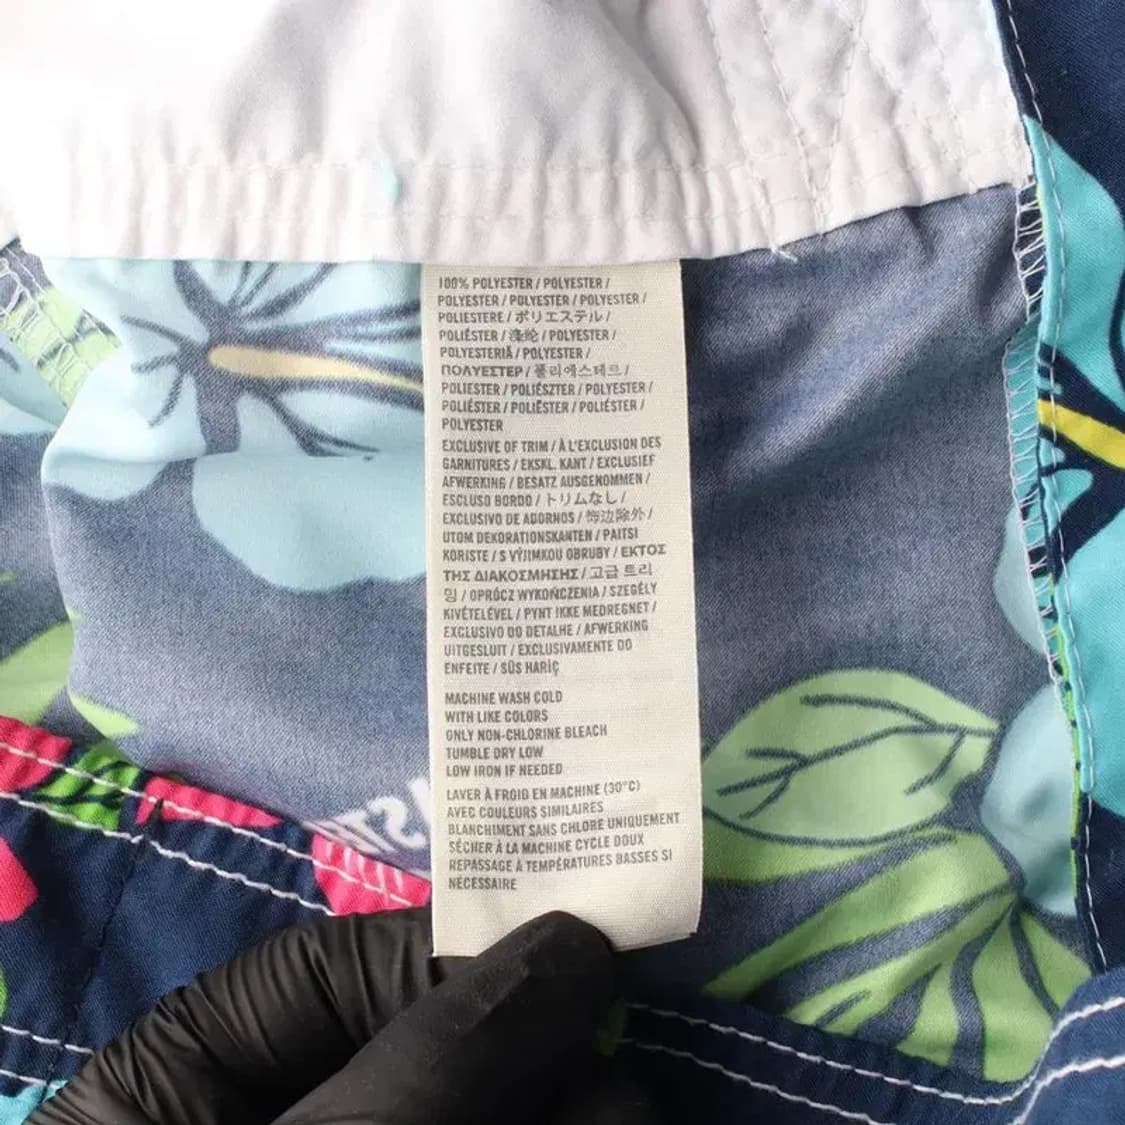 100% POLYESTER / POLYESTER /
POLYESTER / POLYESTER / POLYESTER /
POLIESTERE / ポリエステル /
POLIÉSTER / 涤纶 / POLYESTER /
POLYESTERIÄ / POLYESTER /
ΠΟΛΥΕΣΤΕΡ / 폴리에스테르 /
POLIESTER / POLIÉSZTER / POLYESTER /
POLIÉSTER / POLIËSTER / POLIÉSTER /
POLYESTER
EXCLUSIVE OF TRIM / À L'EXCLUSION DES
GARNITURES / EKSKL. KANT / EXCLUSIEF
AFWERKING / BESATZ AUSGENOMMEN /
ESCLUSO BORDO / トリムなし /
EXCLUSIVO DE ADORNOS / 饰边除外 /
UTOM DEKORATIONSKANTEN / PAITSI
KORISTE / S VÝJIMKOU OBRUBY / ΕΚΤΟΣ
ΤΗΣ ΔΙΑΚΟΣΜΗΣΗΣ / 고급 트리
밍 / OPRÓCZ WYKOŃCZENIA / SZEGÉLY
KIVÉTELÉVEL / PYNT IKKE MEDREGNET /
EXCLUSIVO DO DETALHE / AFWERKING
UITGESLUIT / EXCLUSIVAMENTE DO
ENFEITE / SÜS HARİÇ
MACHINE WASH COLD
WITH LIKE COLORS
ONLY NON-CHLORINE BLEACH
TUMBLE DRY LOW
LOW IRON IF NEEDED
LAVER À FROID EN MACHINE (30°C)
AVEC COULEURS SIMILAIRES
BLANCHIMENT SANS CHLORE UNIQUEMENT
SÉCHER À LA MACHINE CYCLE DOUX
REPASSAGE À TEMPÉRATURES BASSES SI
NÉCESSAIRE